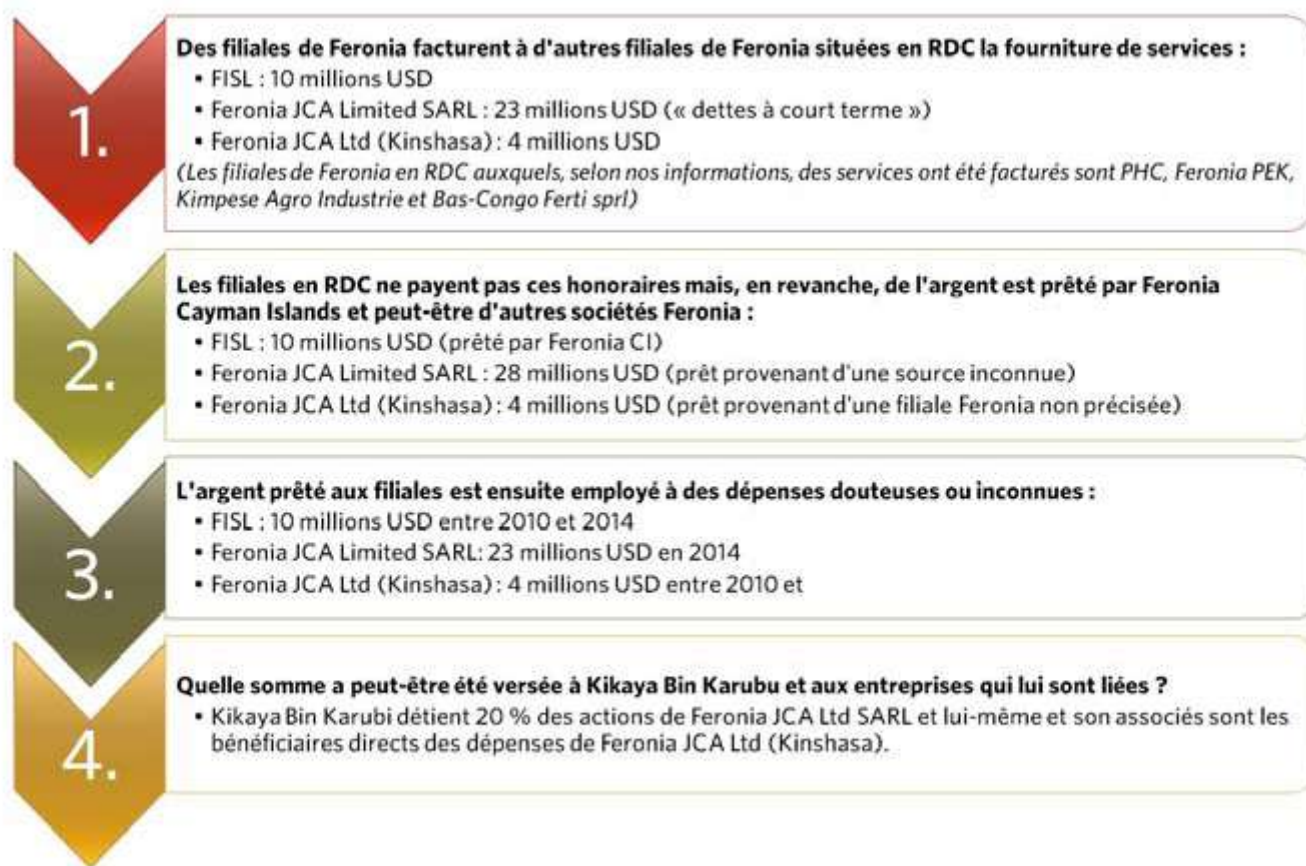 1.
Des filiales de Feronia facturent à d'autres filiales de Feronia situées en RDC la fourniture de services :
• FISL : 10 millions USD
• Feronia JCA Limited SARL : 23 millions USD (« dettes à court terme »)
• Feronia JCA Ltd (Kinshasa) : 4 millions USD
(Les filiales de Feronia en RDC auxquels, selon nos informations, des services ont été facturés sont PHC, Feronia PEK,
Kimpese Agro Industrie et Bas-Congo Ferti sprl)
2.
Les filiales en RDC ne payent pas ces honoraires mais, en revanche, de l'argent est prêté par Feronia
Cayman Islands et peut-être d'autres sociétés Feronia :
• FISL : 10 millions USD (prêté par Feronia CI)
• Feronia JCA Limited SARL : 28 millions USD (prêt provenant d'une source inconnue)
• Feronia JCA Ltd (Kinshasa) : 4 millions USD (prêt provenant d'une filiale Feronia non précisée)
3.
L'argent prêté aux filiales est ensuite employé à des dépenses douteuses ou inconnues :
• FISL : 10 millions USD entre 2010 et 2014
• Feronia JCA Limited SARL: 23 millions USD en 2014
• Feronia JCA Ltd (Kinshasa) : 4 millions USD entre 2010 et
4.
Quelle somme a peut-être été versée à Kikaya Bin Karubu et aux entreprises qui lui sont liées ?
• Kikaya Bin Karubi détient 20 % des actions de Feronia JCA Ltd SARL et lui-même et son associés sont les
bénéficiaires directs des dépenses de Feronia JCA Ltd (Kinshasa).